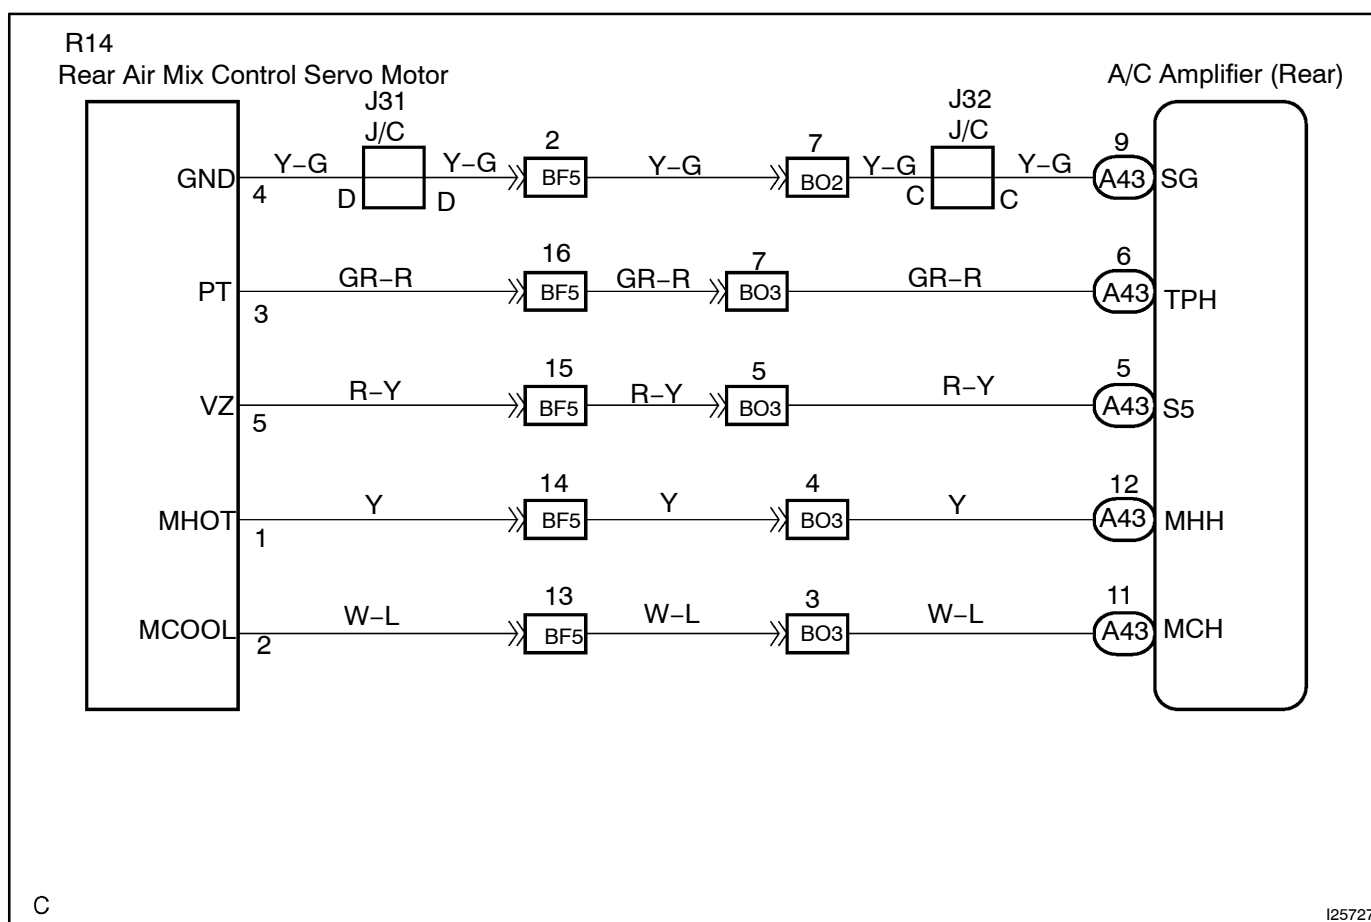 R14
Rear Air Mix Control Servo Motor
A/C Amplifier (Rear)
J31
J/C
J32
J/C
2
7
9
GND
Y–G
Y–G
BF5
Y–G
BO2
Y–G
Y–G
A43
SG
4
D
D
C
C
16
7
6
PT
GR–R
BF5
GR–R
BO3
GR–R
A43
TPH
3
15
5
5
VZ
R–Y
BF5
R–Y
BO3
R–Y
A43
S5
5
14
4
12
MHOT
Y
BF5
Y
BO3
Y
A43
MHH
1
13
3
11
MCOOL
W–L
BF5
W–L
BO3
W–L
A43
MCH
2
C
I25727